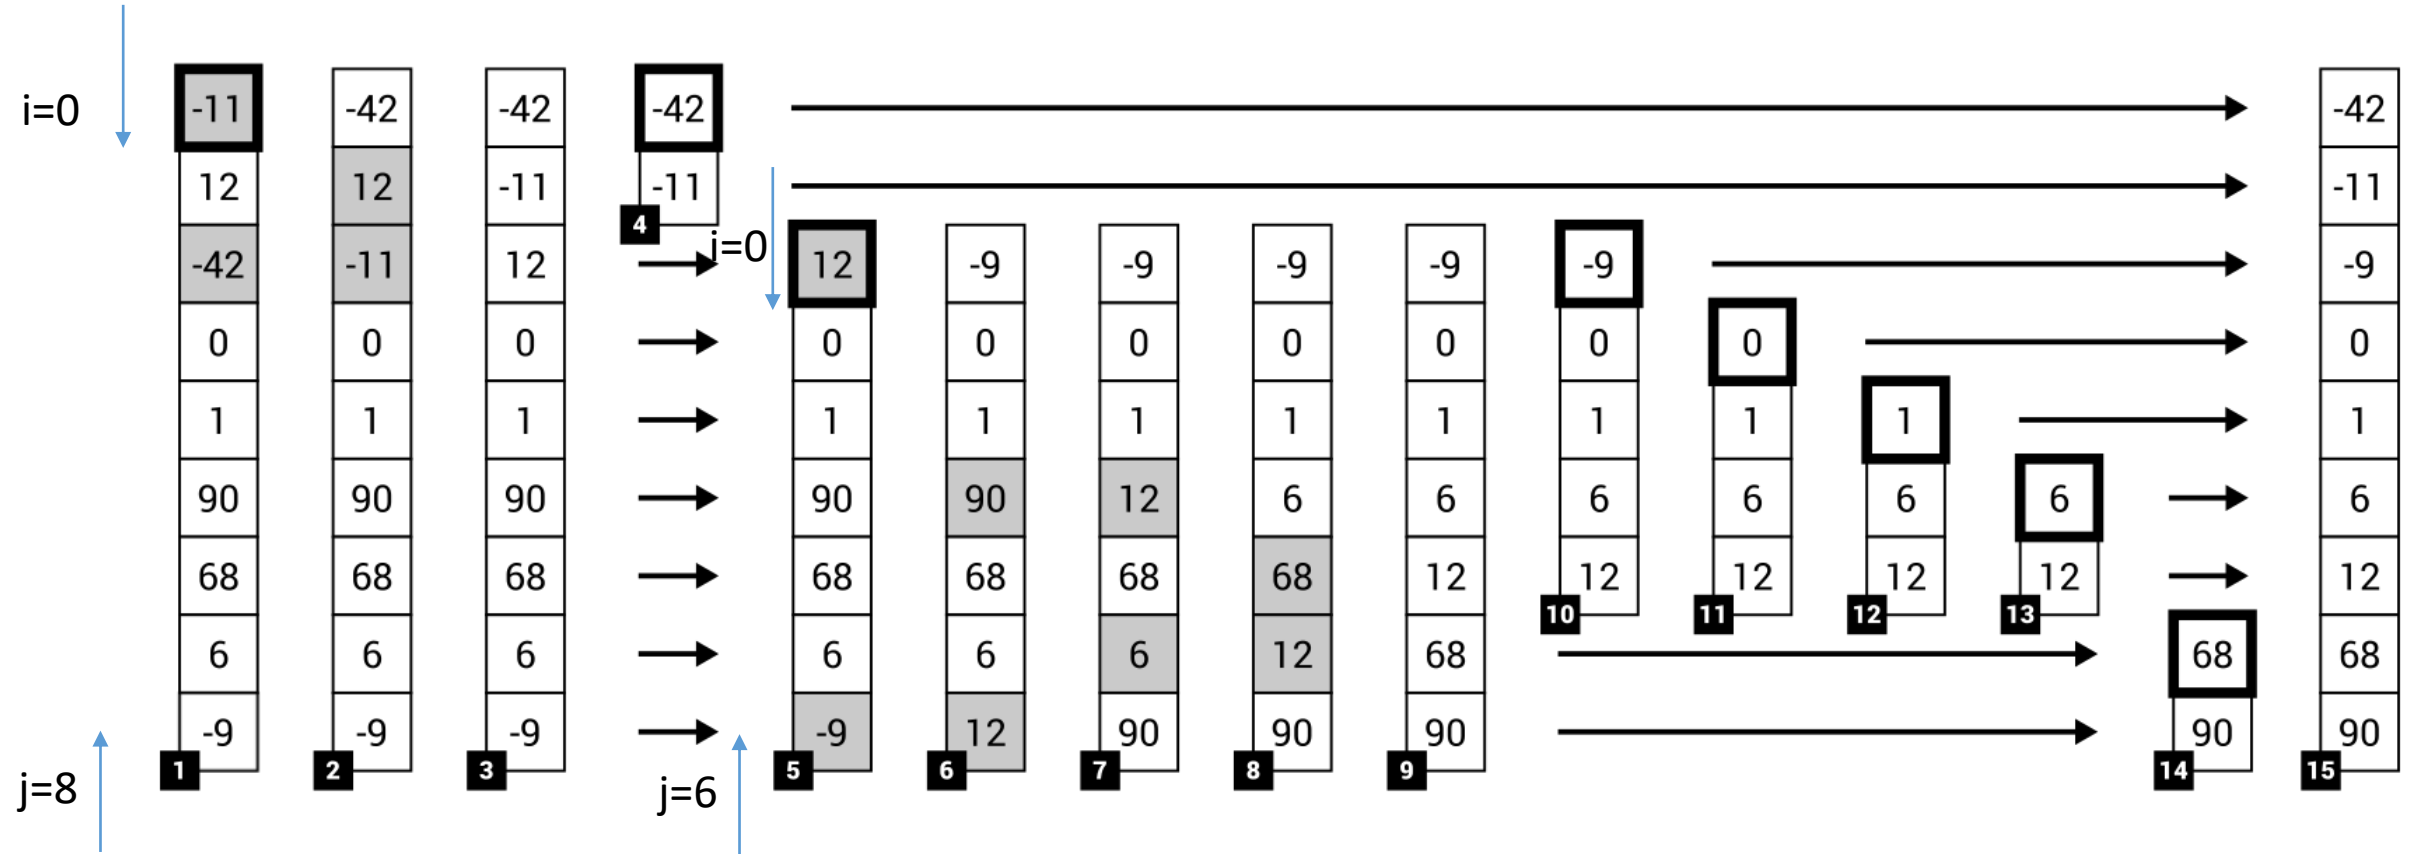 i=0 -11 -42 -42 -42 -42
12 12 -11 -11 -11
4
-42 -11 12 i=0 12 -9 -9 -9 -9 -9 -9
0 0 0 0 0 0 0 0 0 0 0
1 1 1 1 1 1 1 1 1 1 1 1
90 90 90 90 90 12 6 6 6 6 6 6 6
68 68 68 68 68 68 68 12 12 12 12 12 12
10 11 12 13
6 6 6 6 6 6 12 68 68 68
-9 -9 -9 -9 12 90 90 90 90 90
1 2 3 5 6 7 8 9 14 15
j=8 j=6